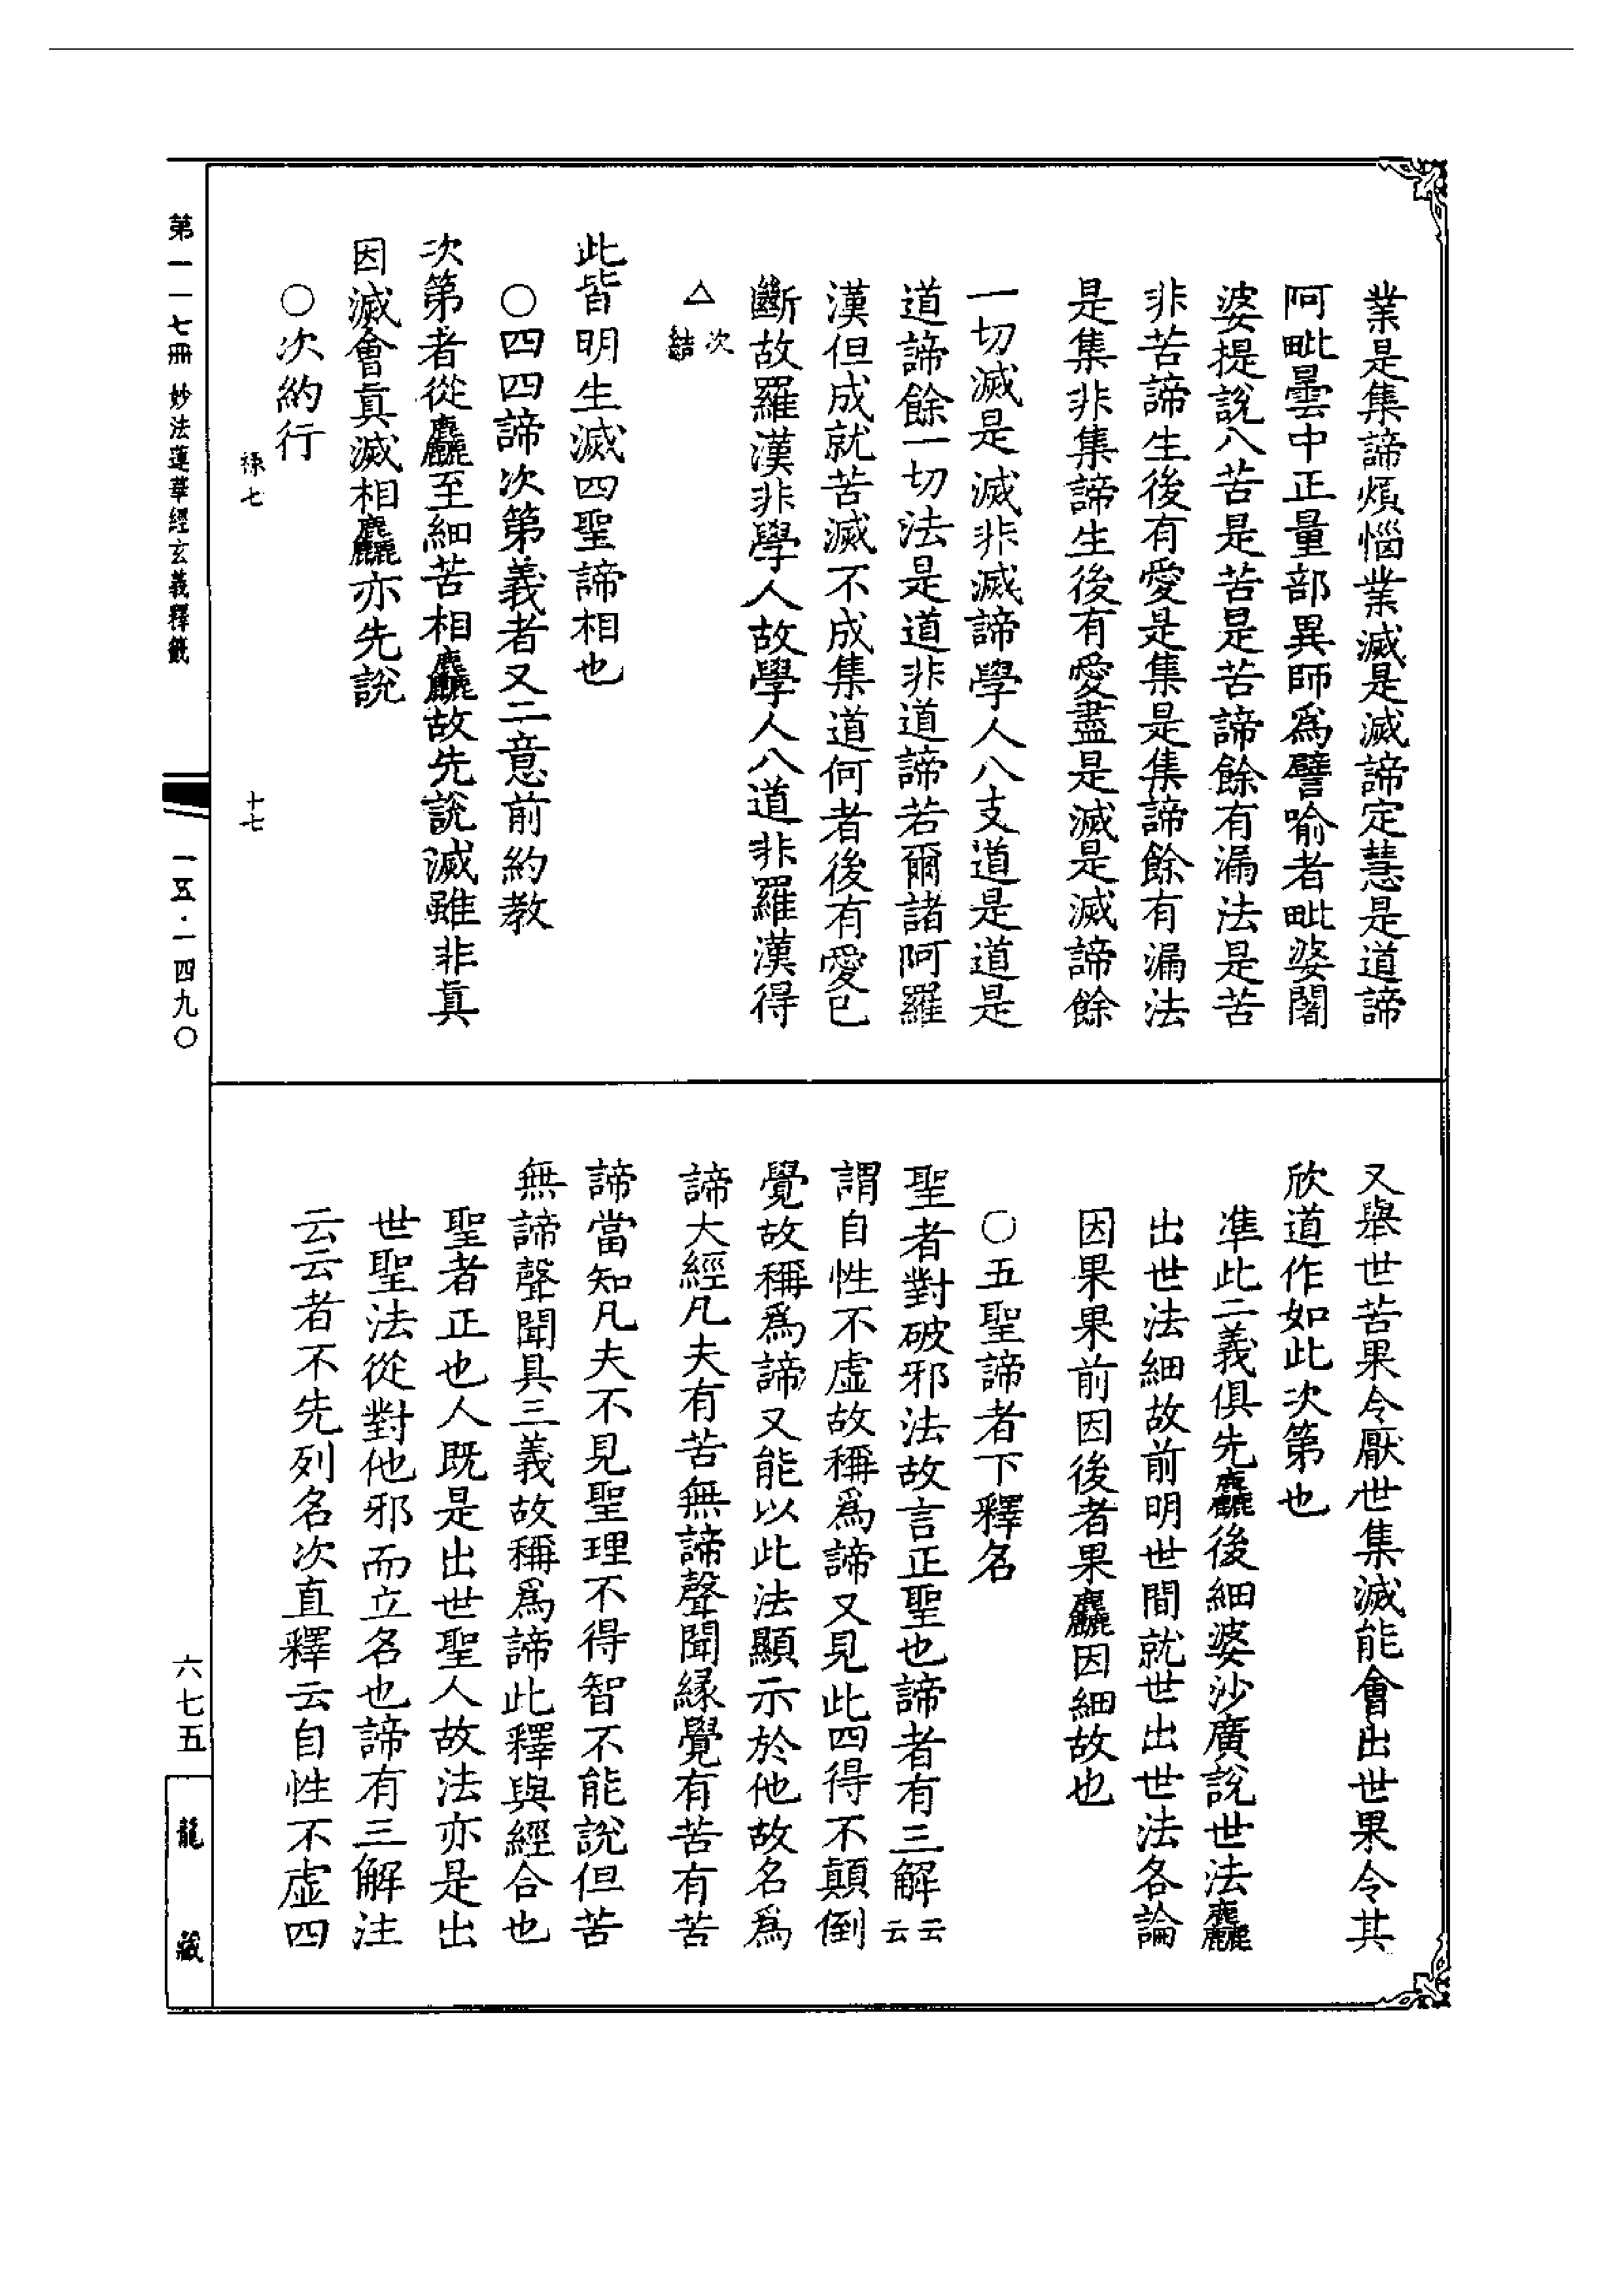 業是集諦煩惱業滅是滅諦定慧是道諦
阿毗曇中正量部異師爲譬喻者毗婆闍
婆提說八苦是苦是苦諦餘有漏法是苦
非苦諦生後有愛是集是集諦餘有漏法
是集非集諦生後有愛盡是滅是滅諦餘
一切滅是滅非滅諦學人八支道是道是
道諦餘一切法是道非道諦若爾諸阿羅
漢但成就苦滅不成集道何者後有愛已
斷故羅漢非學人故學人八道非羅漢得
△次結
此皆明生滅四聖諦相也
○四四諦次第義者又二意前約教
次第者從麤至細苦相麤故先說滅雖非真
因滅會真滅相麤亦先說
○次約行
祿七 十七
又舉世苦果令厭世集滅能會出世果令其
欣道作如此次第也
準此二義俱先麤後細婆沙廣說世法麤
出世法細故前明世間就世出世法各論
因果果前因後者果麤因細故也
○五聖諦者下釋名
聖者對破邪法故言正聖也諦者有三解云云
謂自性不虛故稱爲諦又見此四得不顛倒
覺故稱爲諦又能以此法顯示於他故名爲
諦大經凡夫有苦無諦聲聞緣覺有苦有苦
諦當知凡夫不見聖理不得智不能說但苦
無諦聲聞具三義故稱爲諦此釋與經合也
聖者正也人既是出世聖人故法亦是出
世聖法從對他邪而立名也諦有三解注
云云者不先列名次直釋云自性不虛四
第一一七冊 妙法蓮華經玄義釋籤
一五·一四九〇
六七五
龍藏